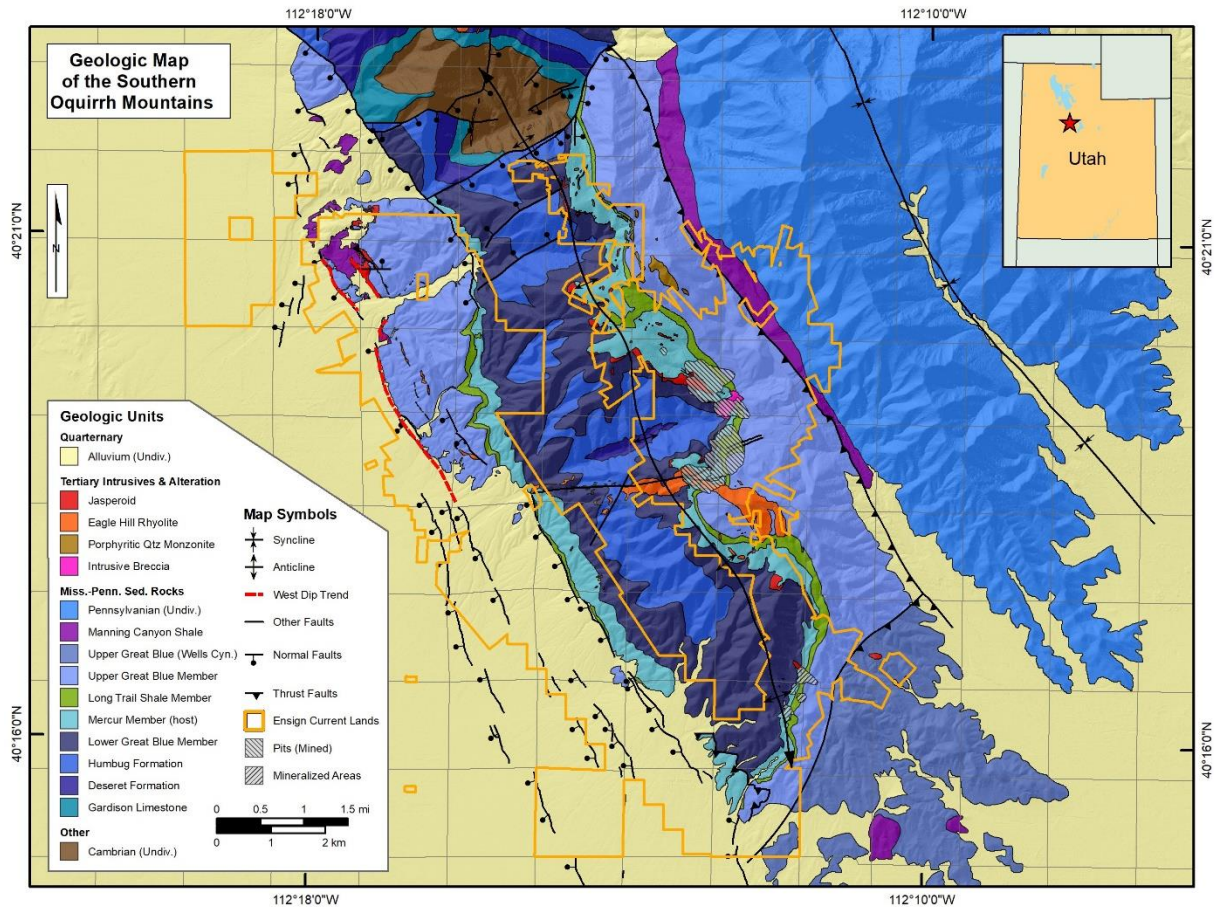 112°18'0"W
112°10'0"W
Geologic Map
of the Southern
Oquirrh Mountains
Utah
40°21'0"N
40°21'0"N
N
Geologic Units
Quaternary
Alluvium (Undiv.)
Tertiary Intrusives & Alteration
Jasperoid
Eagle Hill Rhyolite
Porphyritic Qtz Monzonite
Intrusive Breccia
Miss.-Penn. Sed. Rocks
Pennsylvanian (Undiv.)
Manning Canyon Shale
Upper Great Blue (Wells Cyn.)
Upper Great Blue Member
Long Trail Shale Member
Mercur Member (host)
Lower Great Blue Member
Humbug Formation
Deseret Formation
Gardison Limestone
Other
Cambrian (Undiv.)
Map Symbols
Syncline
Anticline
West Dip Trend
Other Faults
Normal Faults
Thrust Faults
Ensign Current Lands
Pits (Mined)
Mineralized Areas
0 0.5 1 1.5 mi
0 1 2 km
40°16'0"N
40°16'0"N
112°18'0"W
112°10'0"W